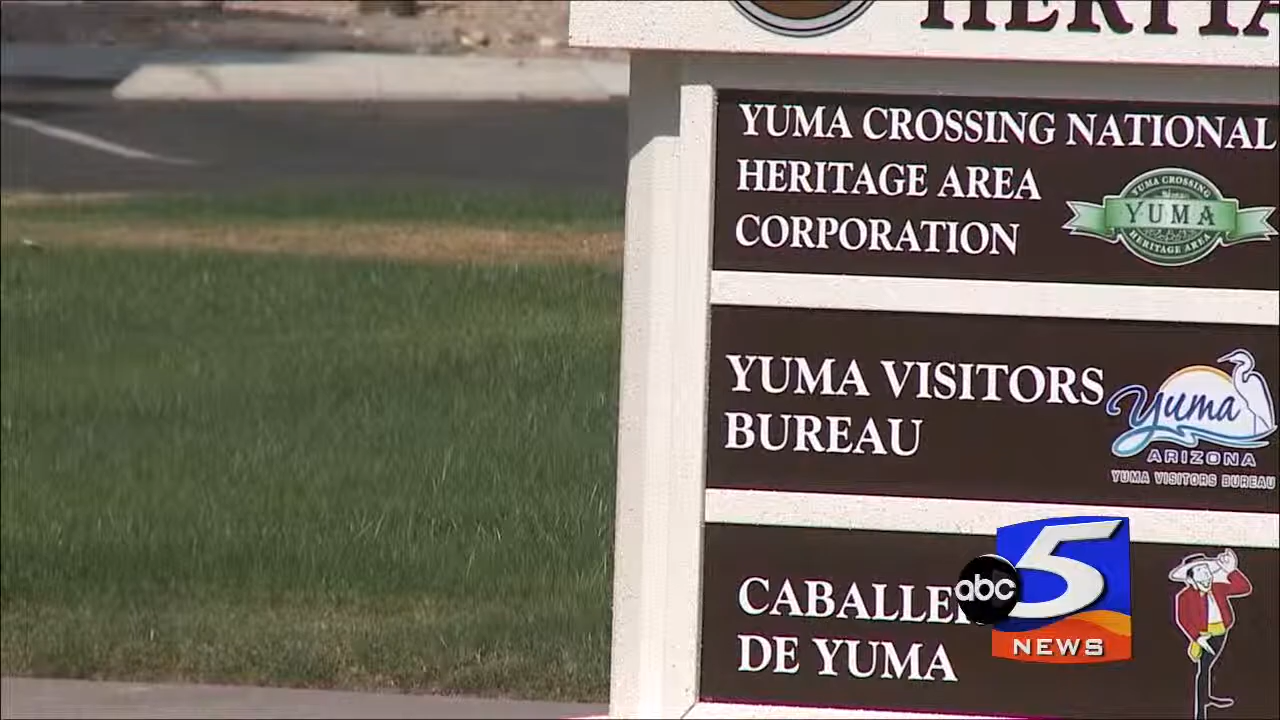 YUMA CROSSING NATIONAL
HERITAGE AREA
CORPORATION
YUMA CROSSING
YUMA
HERITAGE AREA
YUMA VISITORS
BUREAU
Yuma
ARIZONA
YUMA VISITORS BUREAU
DE YUMA
abc
5
NEWS